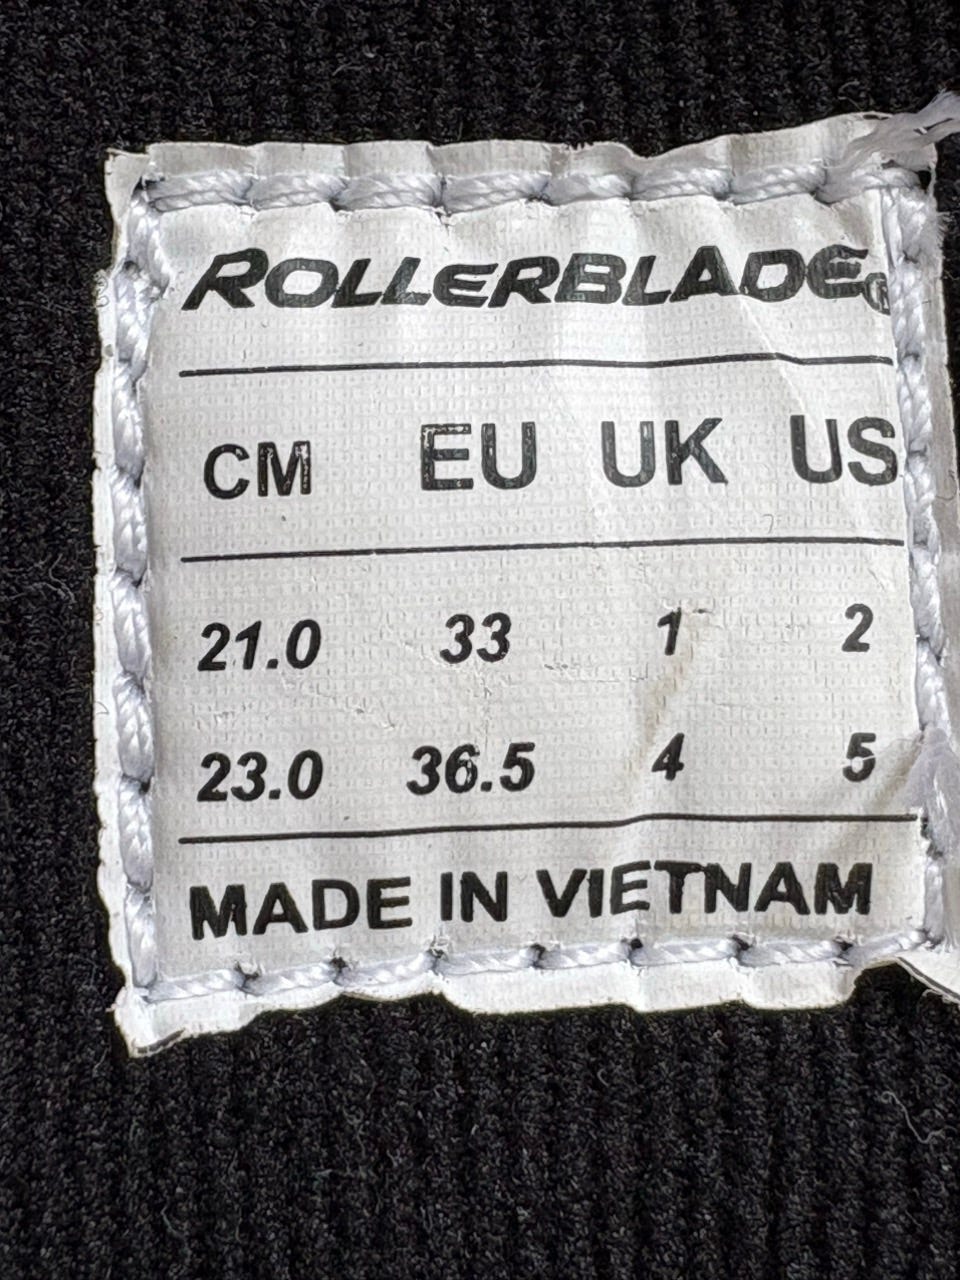 ROLLERBLADE®
CM EU UK US
21.0 33 1 2
23.0 36.5 4 5
MADE IN VIETNAM